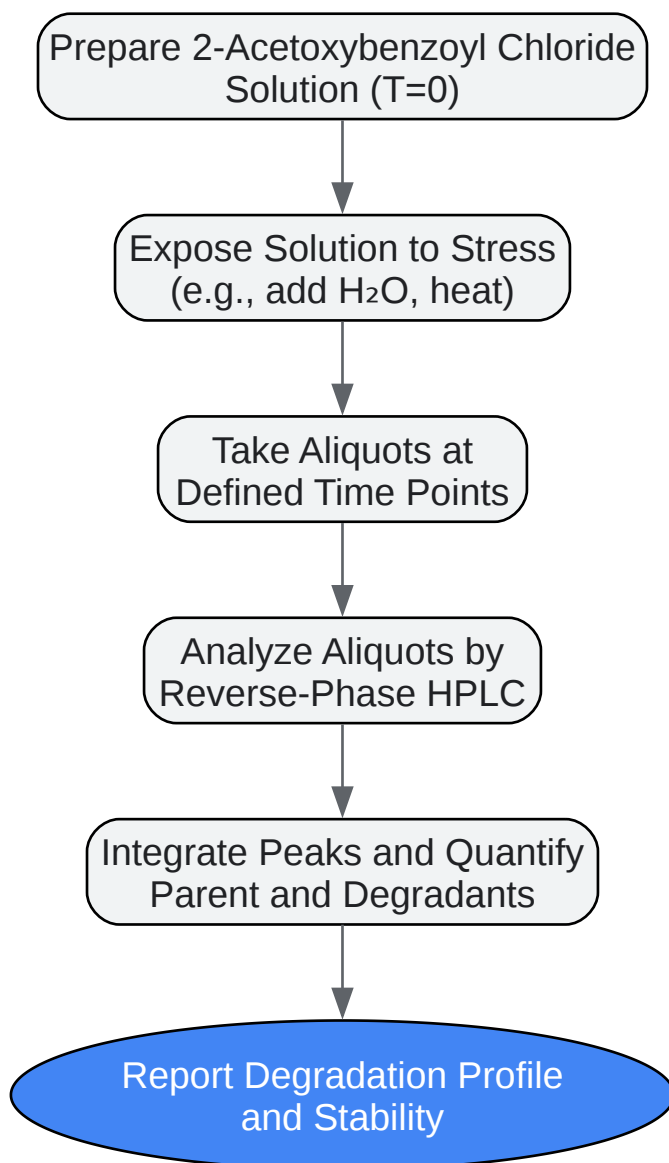 Prepare 2-Acetoxybenzoyl Chloride
Solution (T=0)
Expose Solution to Stress
(e.g., add H₂O, heat)
Take Aliquots at
Defined Time Points
Analyze Aliquots by
Reverse-Phase HPLC
Integrate Peaks and Quantify
Parent and Degradants
Report Degradation Profile
and Stability